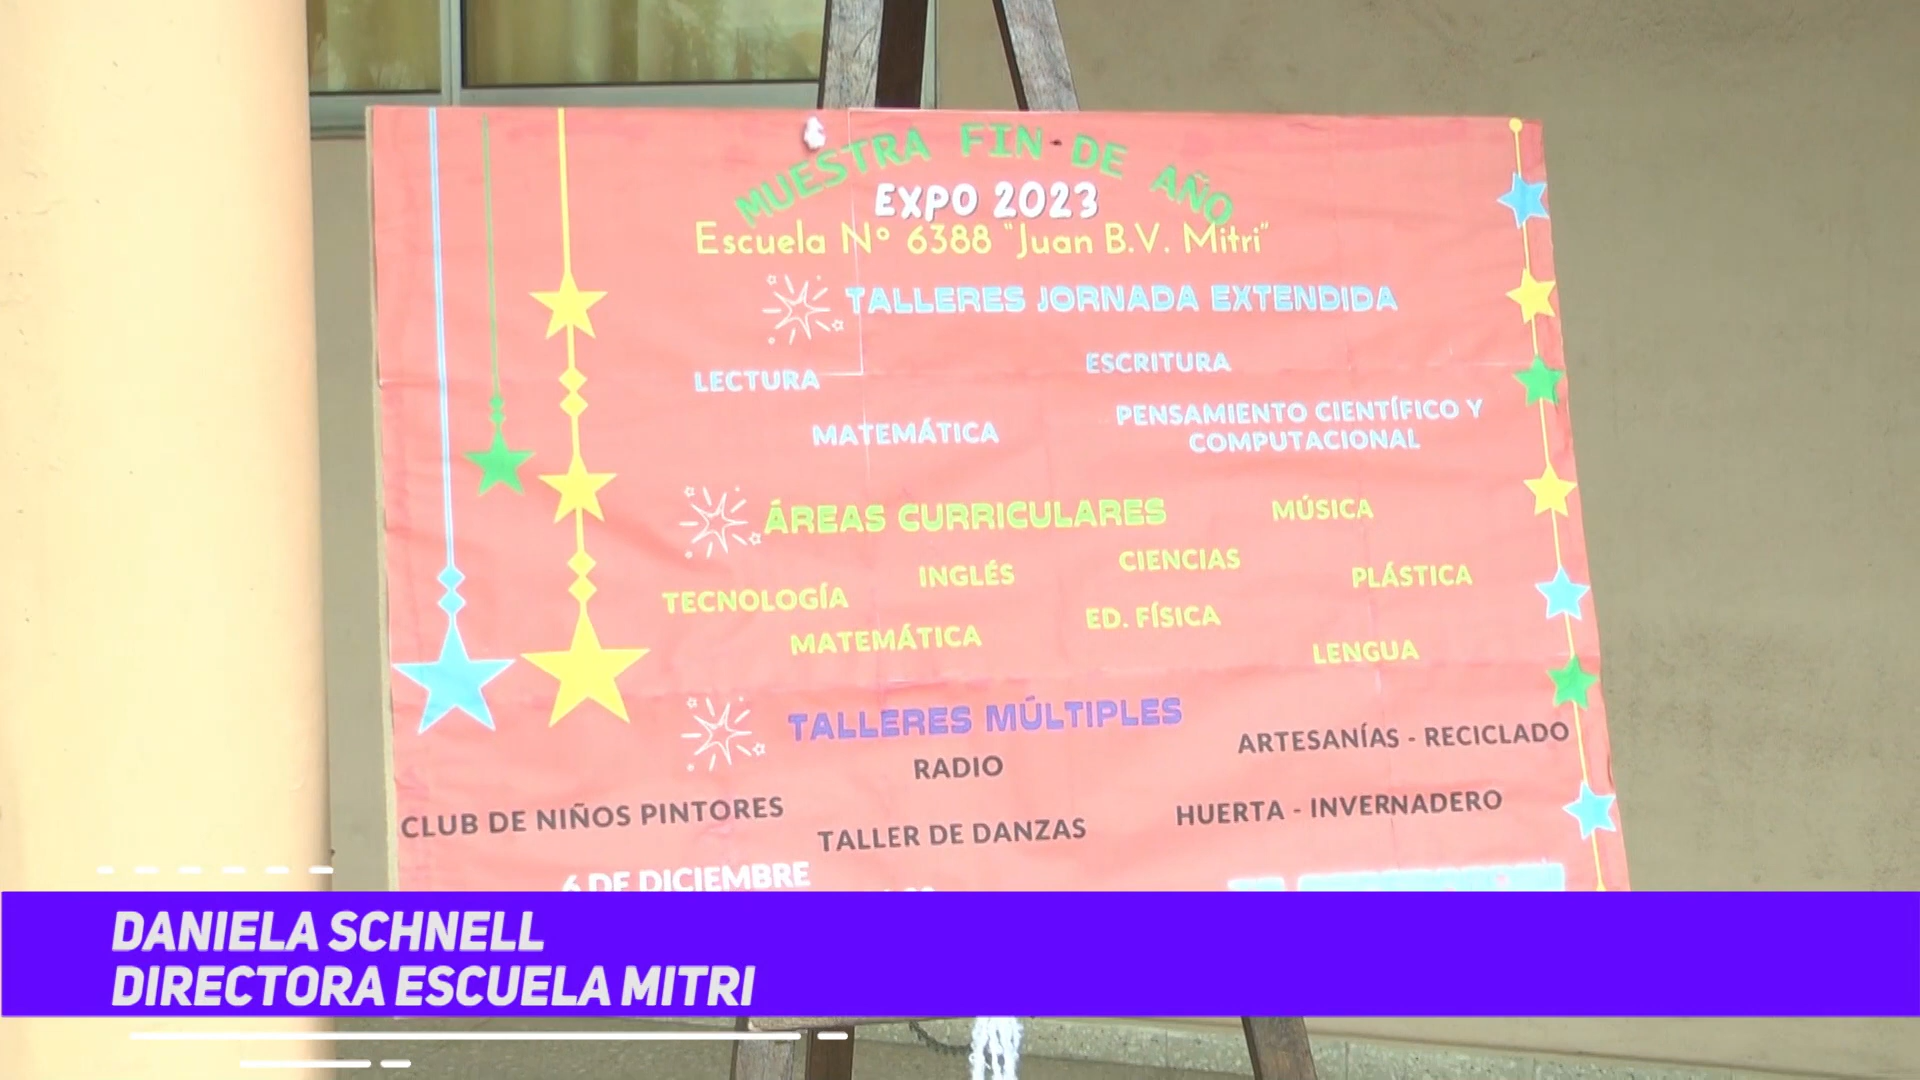 MUESTRA FIN DE AÑO
EXPO 2023
Escuela Nº 6388 "Juan B.V. Mitri"
TALLERES JORNADA EXTENDIDA
LECTURA
ESCRITURA
MATEMÁTICA
PENSAMIENTO CIENTÍFICO Y
COMPUTACIONAL
ÁREAS CURRICULARES
MÚSICA
TECNOLOGÍA
INGLÉS
CIENCIAS
PLÁSTICA
MATEMÁTICA
ED. FÍSICA
LENGUA
TALLERES MÚLTIPLES
RADIO
ARTESANÍAS - RECICLADO
CLUB DE NIÑOS PINTORES
TALLER DE DANZAS
HUERTA - INVERNADERO
6 DE DICIEMBRE
DANIELA SCHNELL
DIRECTORA ESCUELA MITRI